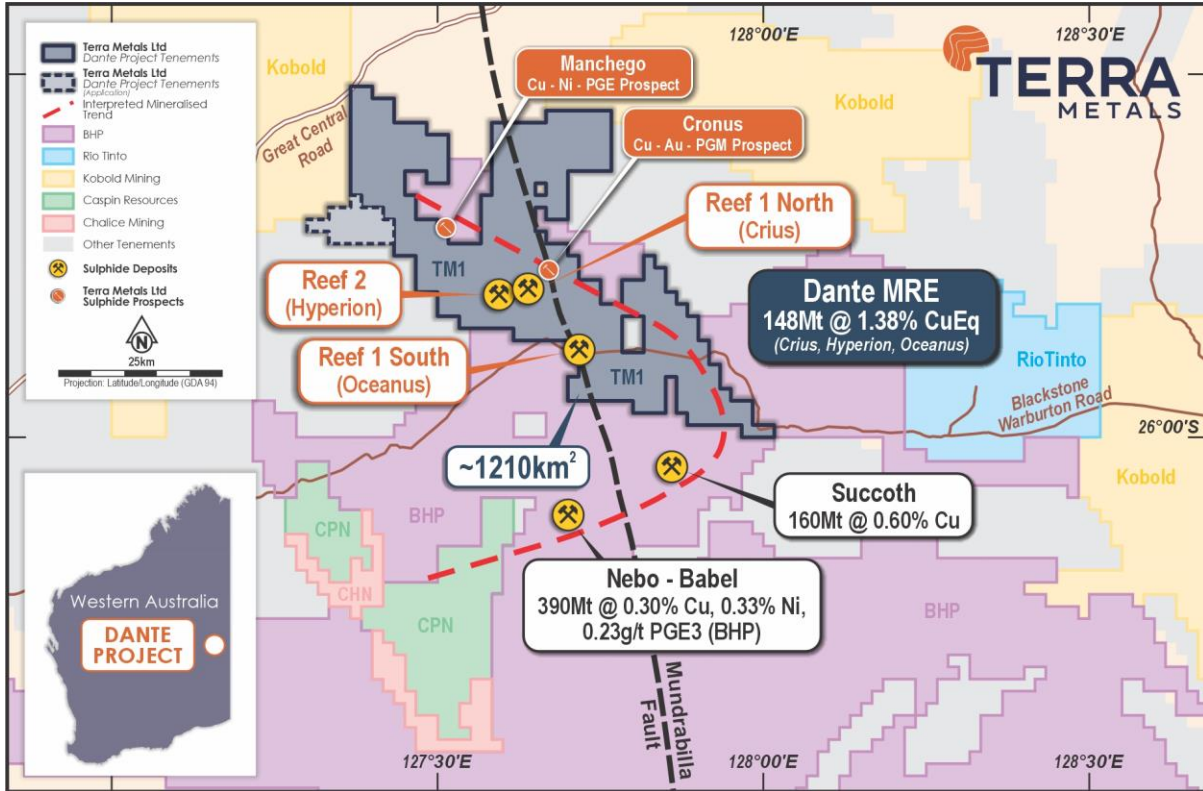 Terra Metals Ltd
Dante Project Tenements
Terra Metals Ltd
Dante Project Tenements
(Application)
Interpreted Mineralised
Trend
BHP
Rio Tinto
Kobold Mining
Caspin Resources
Chalice Mining
Other Tenements
Sulphide Deposits
Terra Metals Ltd
Sulphide Prospects
N
25km
Projection: Latitude/Longitude (GDA 94)
128°00'E
128°30'E
TERRA
METALS
Kobold
Kobold
Great Central
Road
Manchego
Cu - Ni - PGE Prospect
Cronus
Cu - Au - PGM Prospect
Reef 1 North
(Crius)
TM1
Reef 2
(Hyperion)
Dante MRE
148Mt @ 1.38% CuEq
(Crius, Hyperion, Oceanus)
Reef 1 South
(Oceanus)
TM1
RioTinto
Blackstone
Warburton Road
26°00'S
~1210km²
Kobold
Succoth
160Mt @ 0.60% Cu
CPN
BHP
Nebo - Babel
390Mt @ 0.30% Cu, 0.33% Ni,
0.23g/t PGE3 (BHP)
CHN
CPN
BHP
Western Australia
DANTE
PROJECT
Mundrabilla
Fault
127°30'E
128°00'E
128°30'E